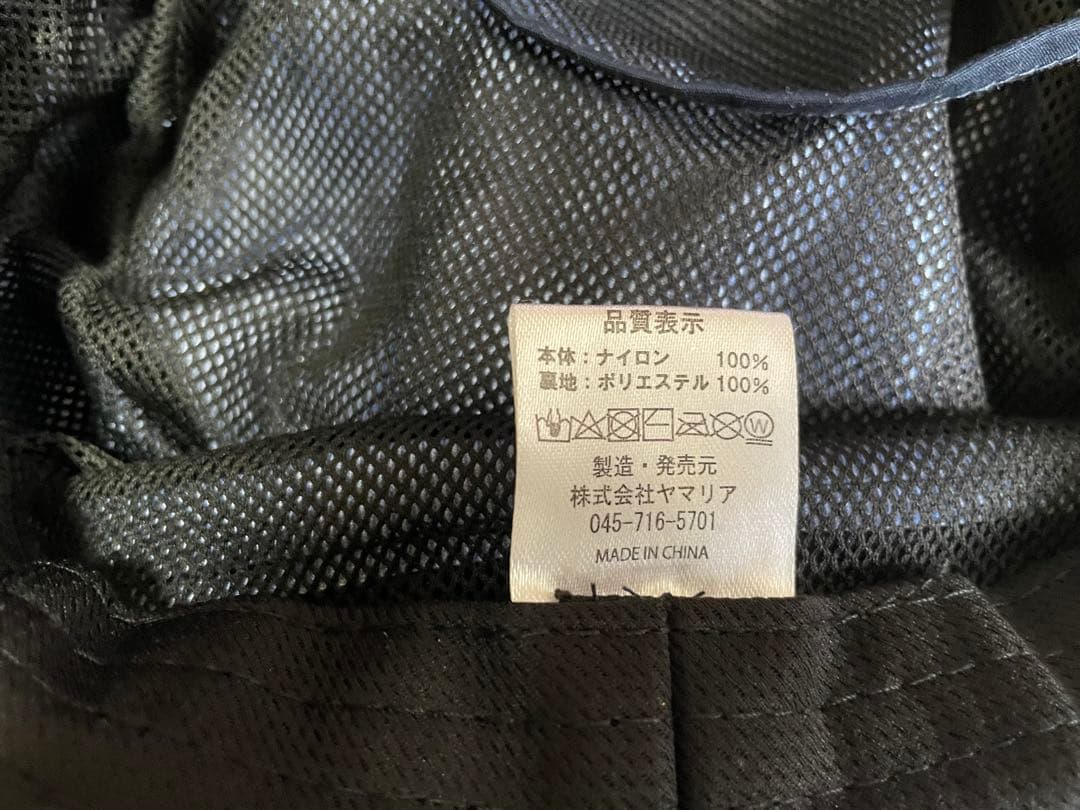 品質表示
本体：ナイロン 100%
裏地：ポリエステル 100%
W
製造・発売元
株式会社ヤマリア
045-716-5701
MADE IN CHINA